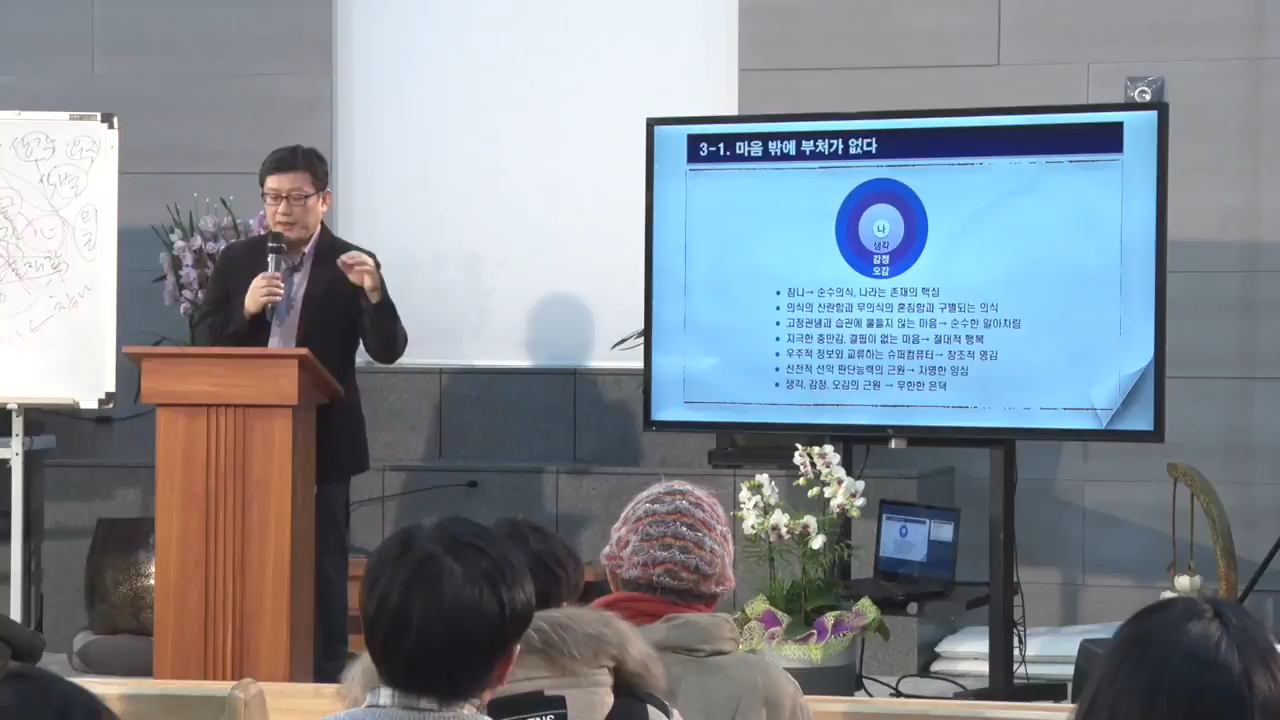 생각
3-1. 마음 밖에 부처가 없다
나
생각
감정
오감
참나→ 순수의식, 나라는 존재의 핵심
의식의 산란함과 무의식의 혼침함과 구별되는 의식
고정관념과 습관에 물들지 않는 마음→ 순수한 알아차림
지극한 충만감, 결핍이 없는 마음→ 절대적 행복
우주적 정보와 교류하는 슈퍼컴퓨터→ 창조적 영감
선천적 선악 판단능력의 근원→ 자명한 양심
생각, 감정, 오감의 근원 → 무한한 은덕